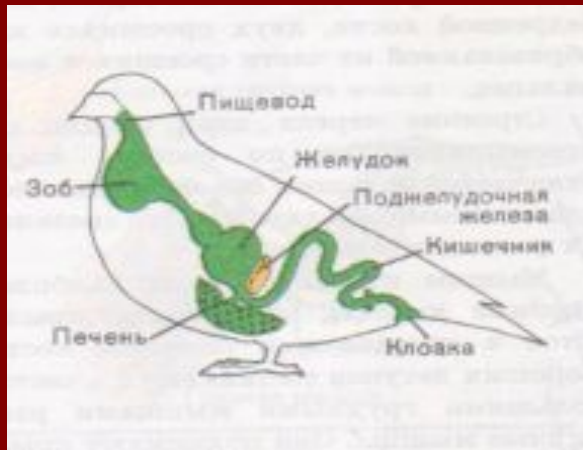 Пищевод
Желудок
Зоб
Поджелудочная
железа
Кишечник
Печень
Клоака